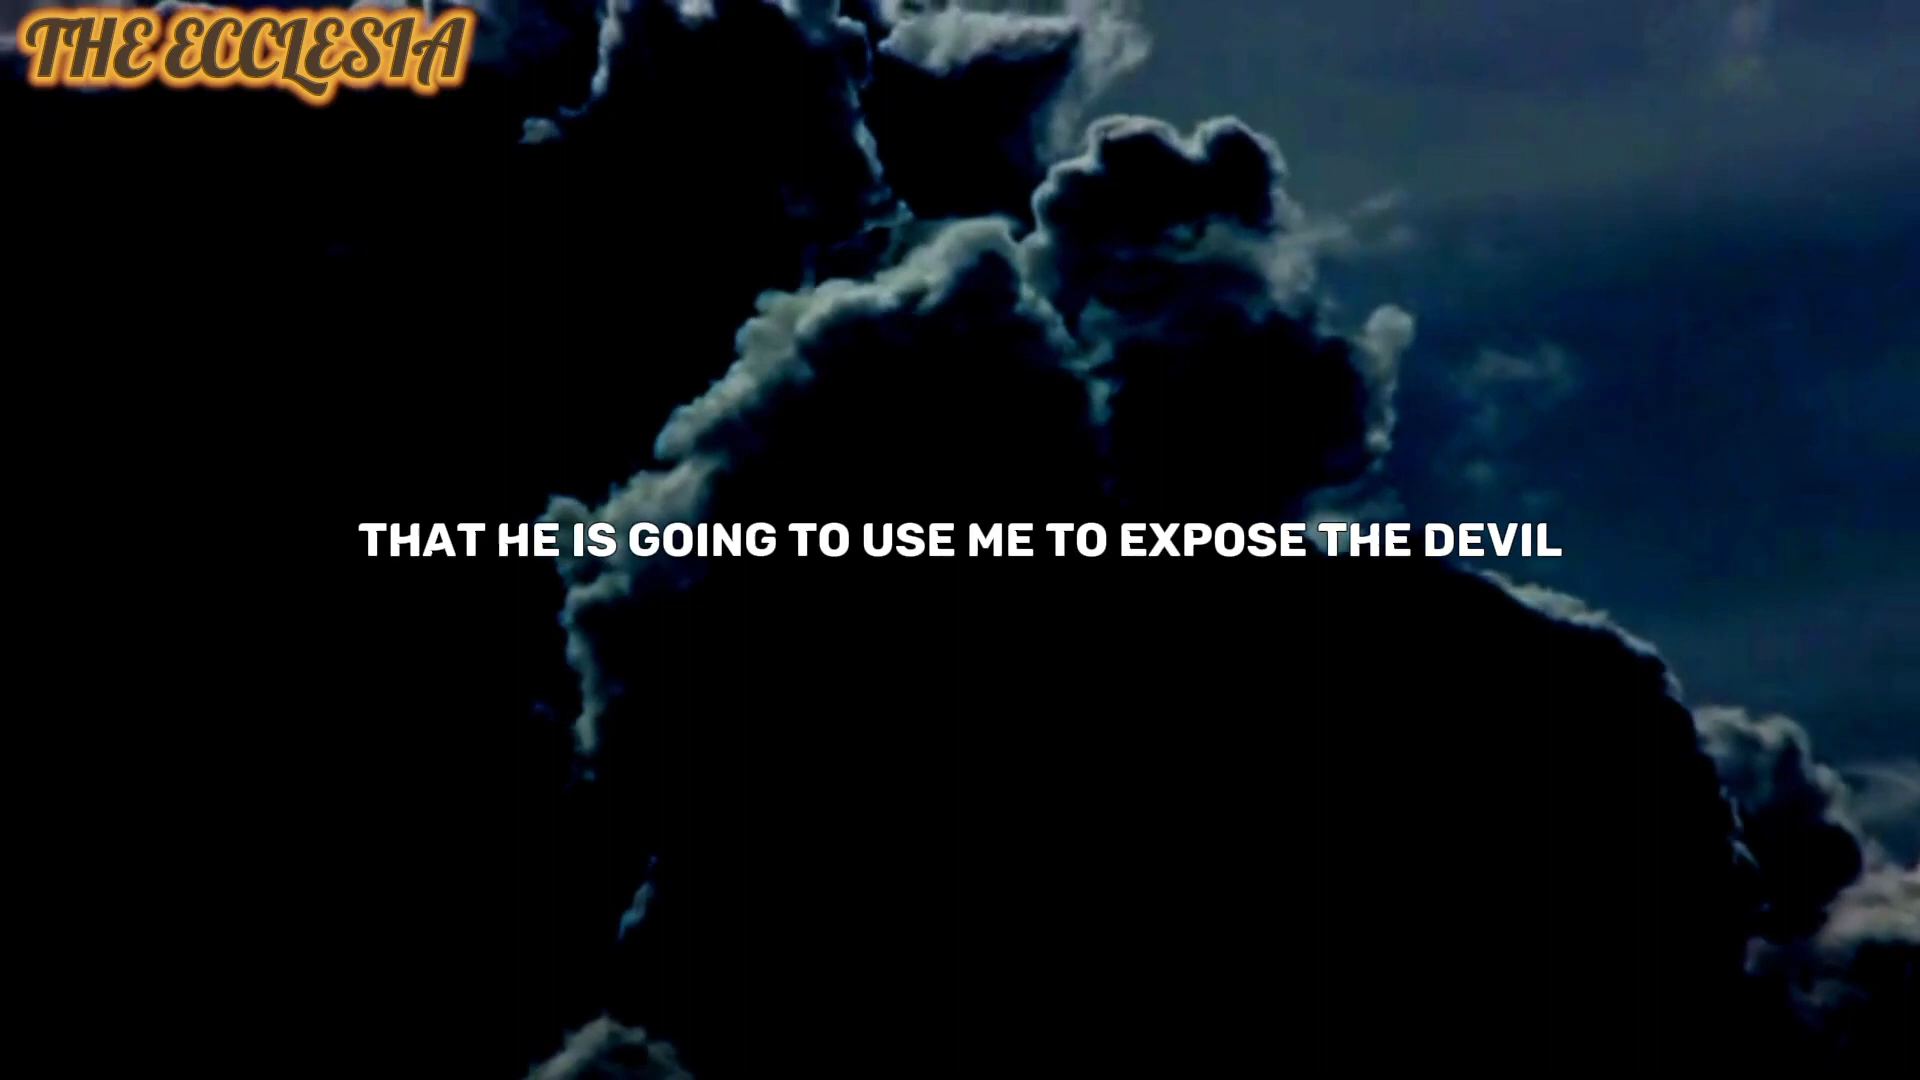 THE ECCLESIA
THAT HE IS GOING TO USE ME TO EXPOSE THE DEVIL